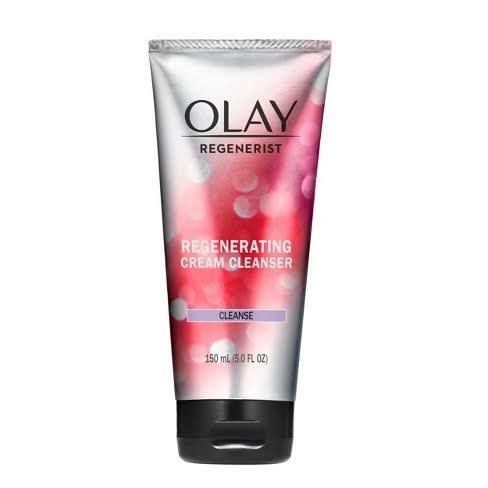 OLAY
REGENERIST
REGENERATING
CREAM CLEANSER
CLEANSE
150 mL (5.0 FL OZ)